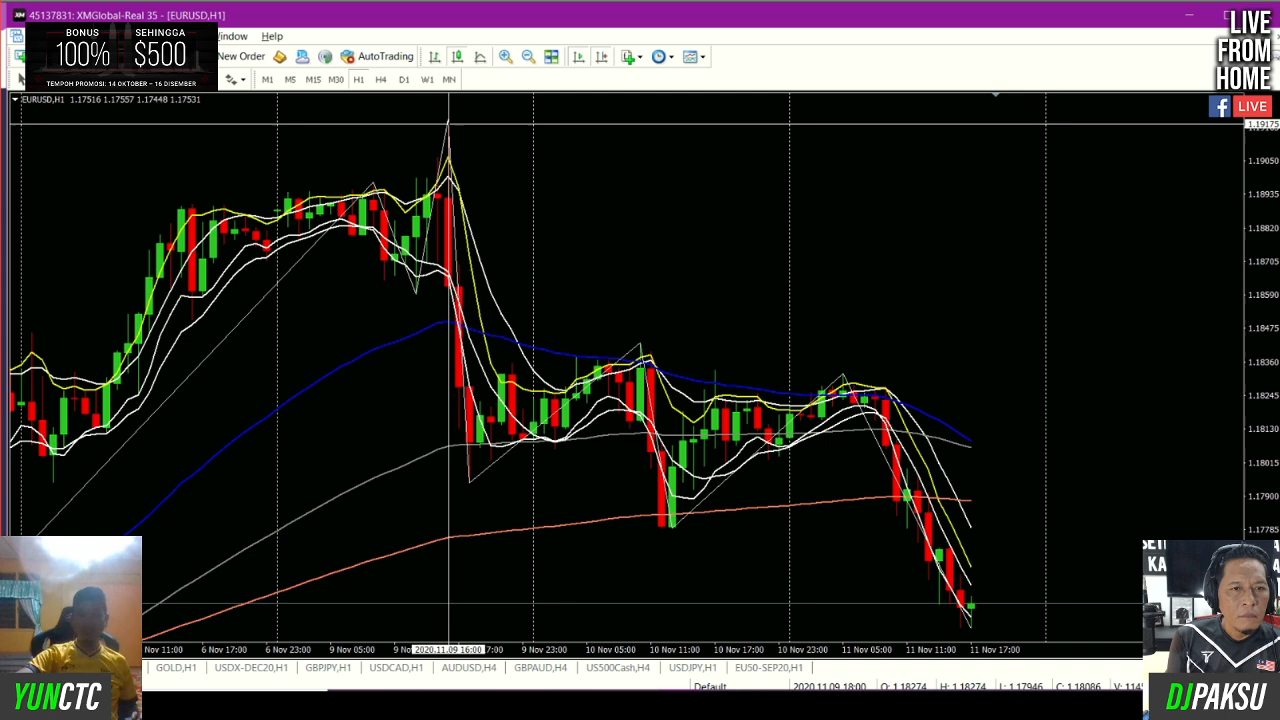 45137831: XMGlobal-Real 35 - [EURUSD,H1]
BONUS SEHINGGA
100% $500
TEMPOH PROMOSI: 14 OKTOBER – 16 DISEMBER
indow Help
New Order AutoTrading
M1 M5 M15 M30 H1 H4 D1 W1 MN
LIVE
FROM
HOME
f LIVE
EURUSD,H1 1.17516 1.17557 1.17448 1.17531
1.19175
1.19050
1.18935
1.18820
1.18705
1.18590
1.18475
1.18360
1.18245
1.18130
1.18015
1.17900
1.17785
Nov 11:00 6 Nov 17:00 6 Nov 23:00 9 Nov 05:00 2020.11.09 16:00 7:00 9 Nov 23:00 10 Nov 05:00 10 Nov 11:00 10 Nov 17:00 10 Nov 23:00 11 Nov 05:00 11 Nov 11:00 11 Nov 17:00
GOLD,H1 USDX-DEC20,H1 GBPJPY,H1 USDCAD,H1 AUDUSD,H4 GBPAUD,H4 US500Cash,H4 USDJPY,H1 EU50-SEP20,H1
Default 2020.11.09 18:00 O: 1.18274 H: 1.18274 L: 1.17946 C: 1.18086
YUNCTC
DJPAKSU